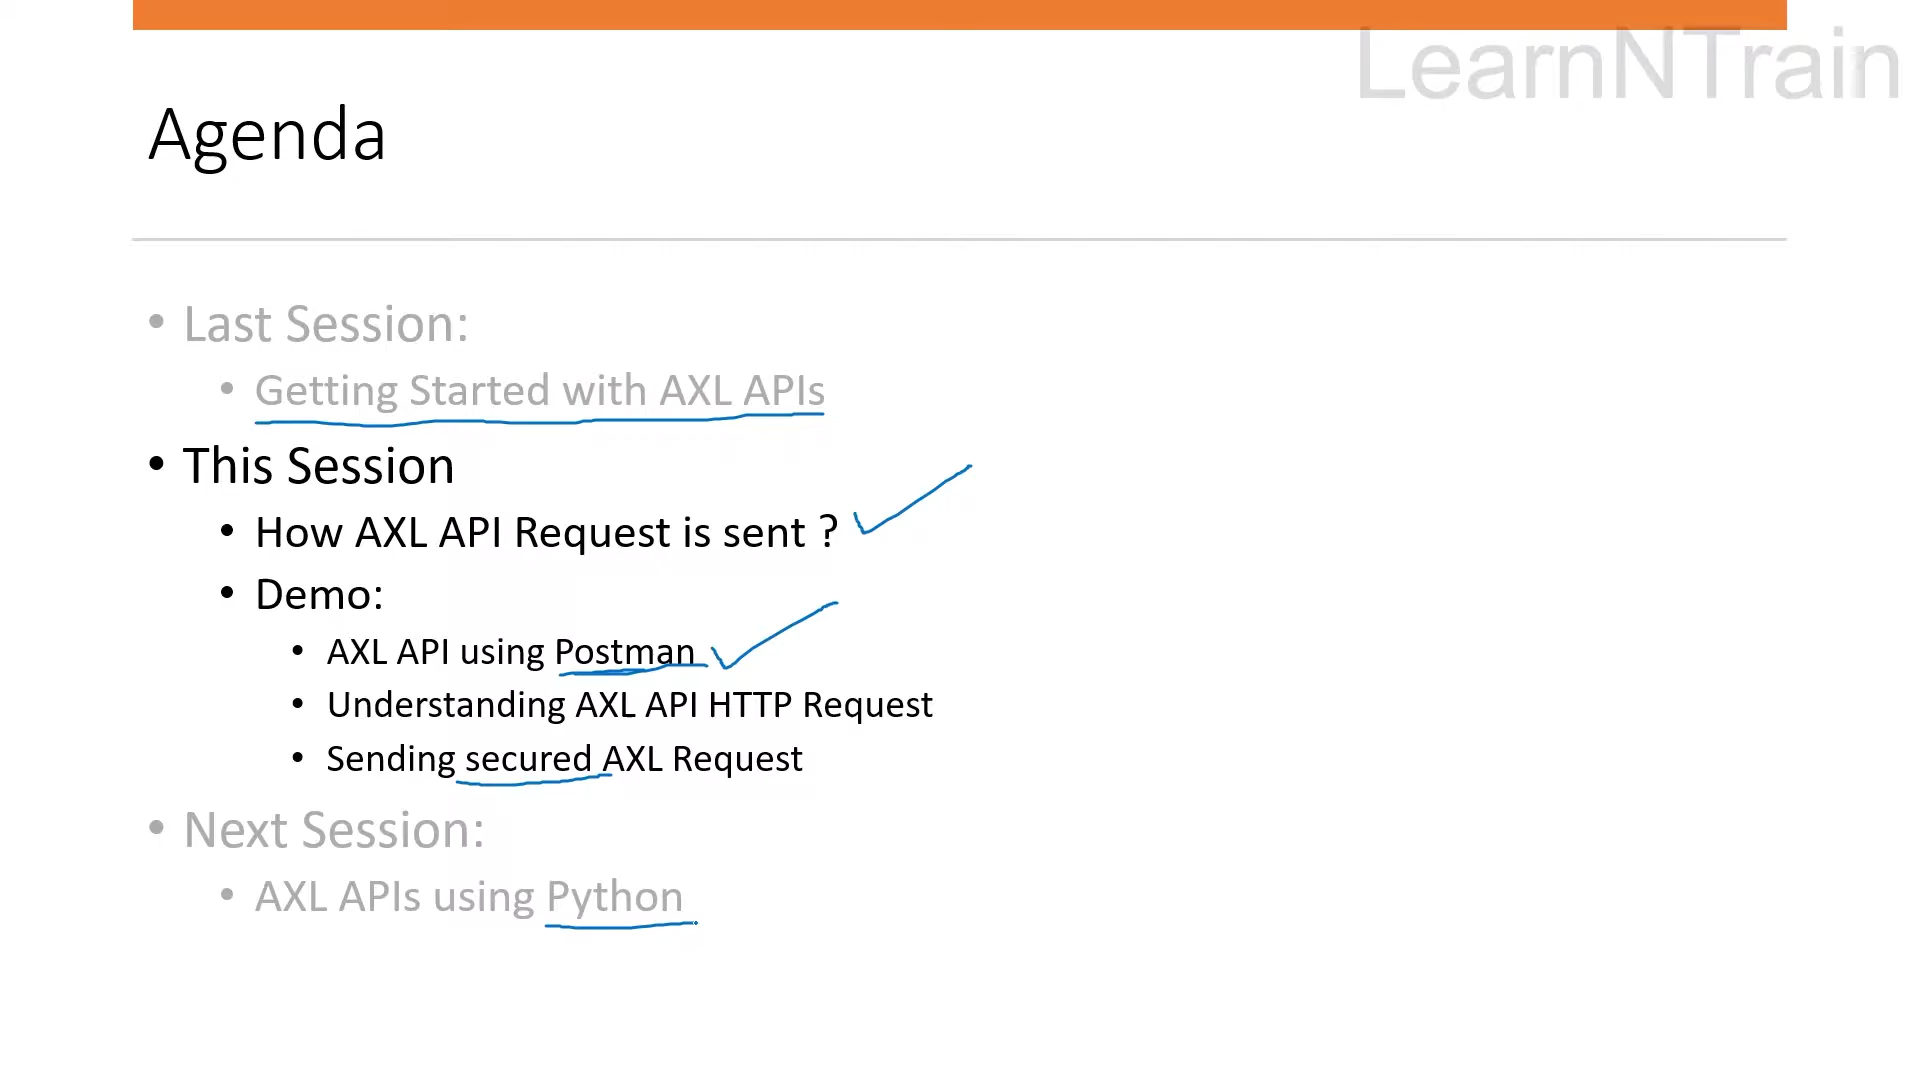 LearnNTrain
Agenda
• Last Session:
• Getting Started with AXL APIs
• This Session
• How AXL API Request is sent ?
• Demo:
• AXL API using Postman
• Understanding AXL API HTTP Request
• Sending secured AXL Request
• Next Session:
• AXL APIs using Python